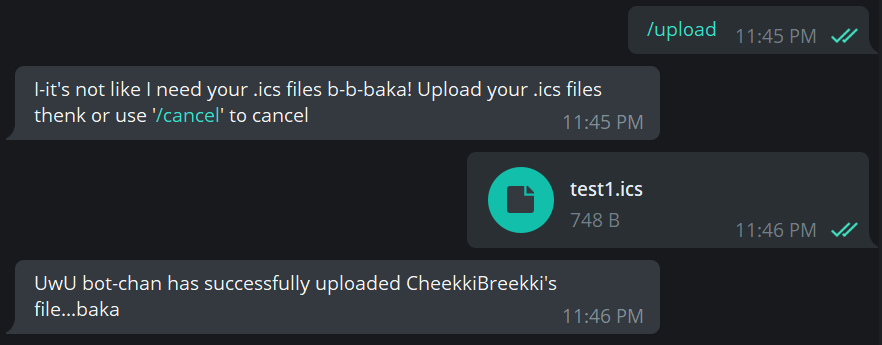 /upload
11:45 PM
I-it's not like I need your .ics files b-b-baka! Upload your .ics files
thenk or use '/cancel' to cancel
11:45 PM
test1.ics
748 B
11:46 PM
UwU bot-chan has successfully uploaded CheekkiBreekki's
file...baka
11:46 PM